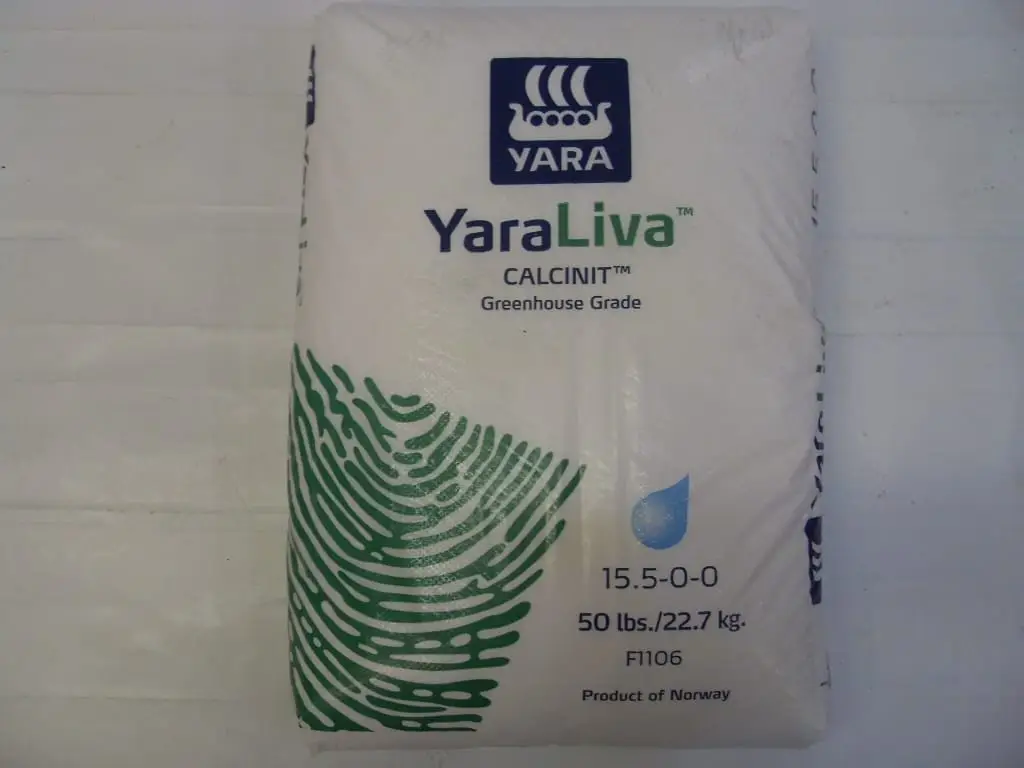 YARA
YaraLiva™
CALCINIT™
Greenhouse Grade
15.5-0-0
50 lbs./22.7 kg.
F1106
Product of Norway